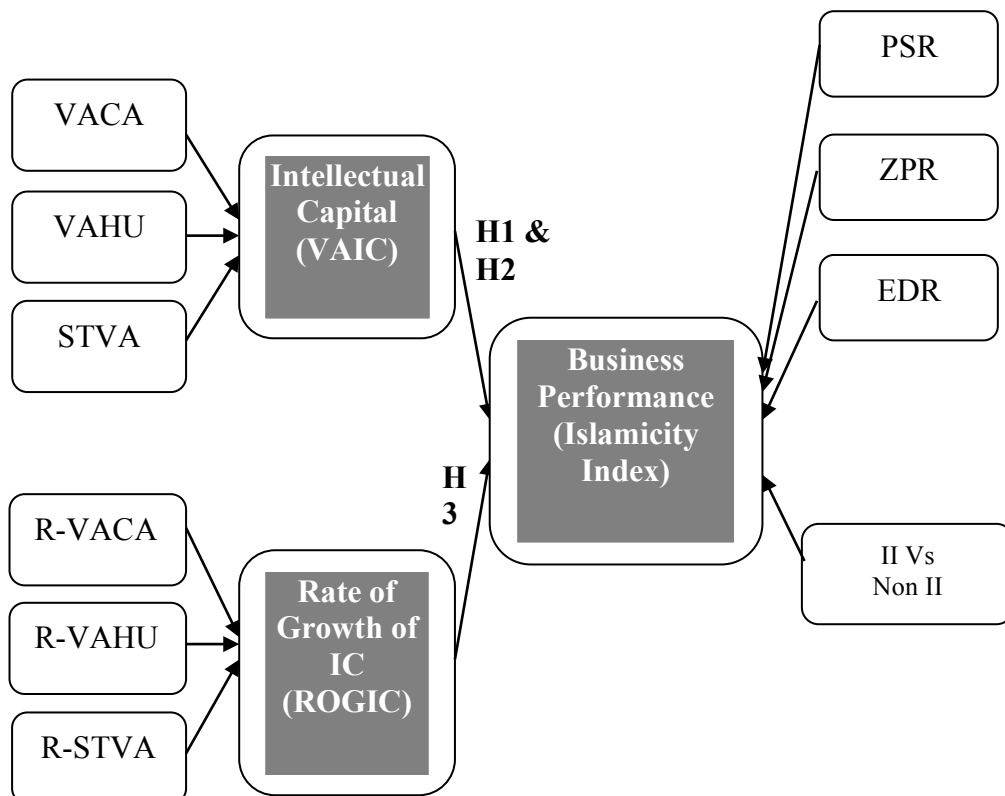 VACA
VAHU
STVA
Intellectual
Capital
(VAIC)
H1 &
H2
R-VACA
R-VAHU
R-STVA
Rate of
Growth of
IC
(ROGIC)
H
3
Business
Performance
(Islamicity
Index)
PSR
ZPR
EDR
II Vs
Non II